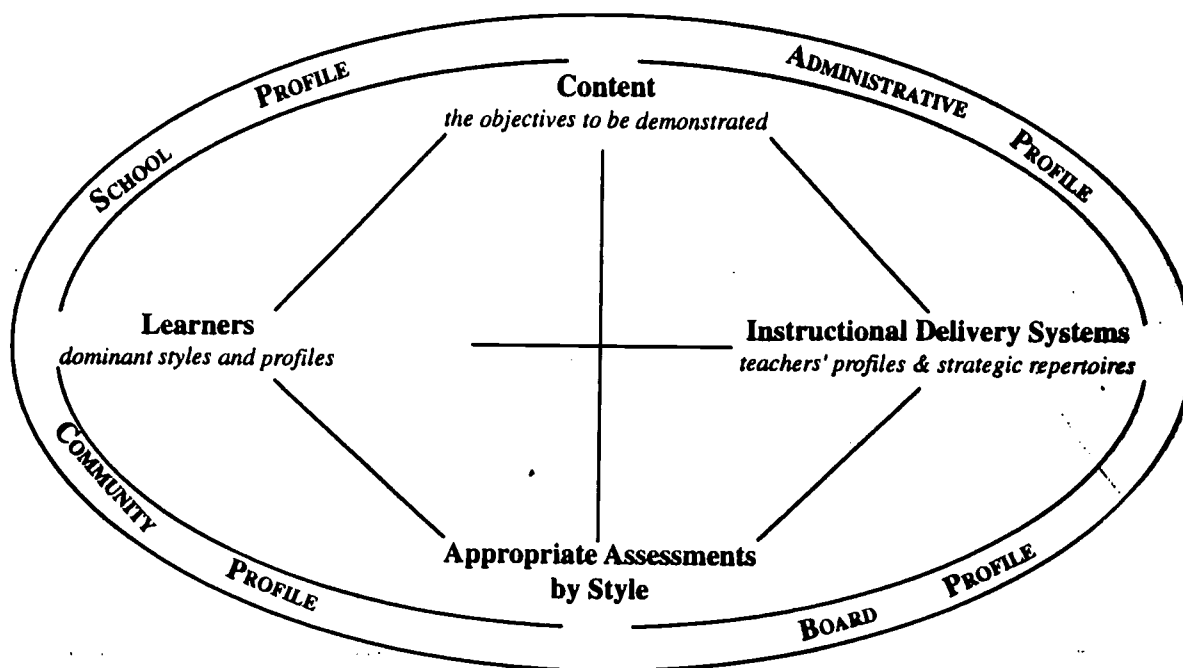 SCHOOL PROFILE
ADMINISTRATIVE PROFILE
Content
the objectives to be demonstrated
Learners
dominant styles and profiles
Instructional Delivery Systems
teachers' profiles & strategic repertoires
Appropriate Assessments
by Style
COMMUNITY PROFILE
BOARD PROFILE